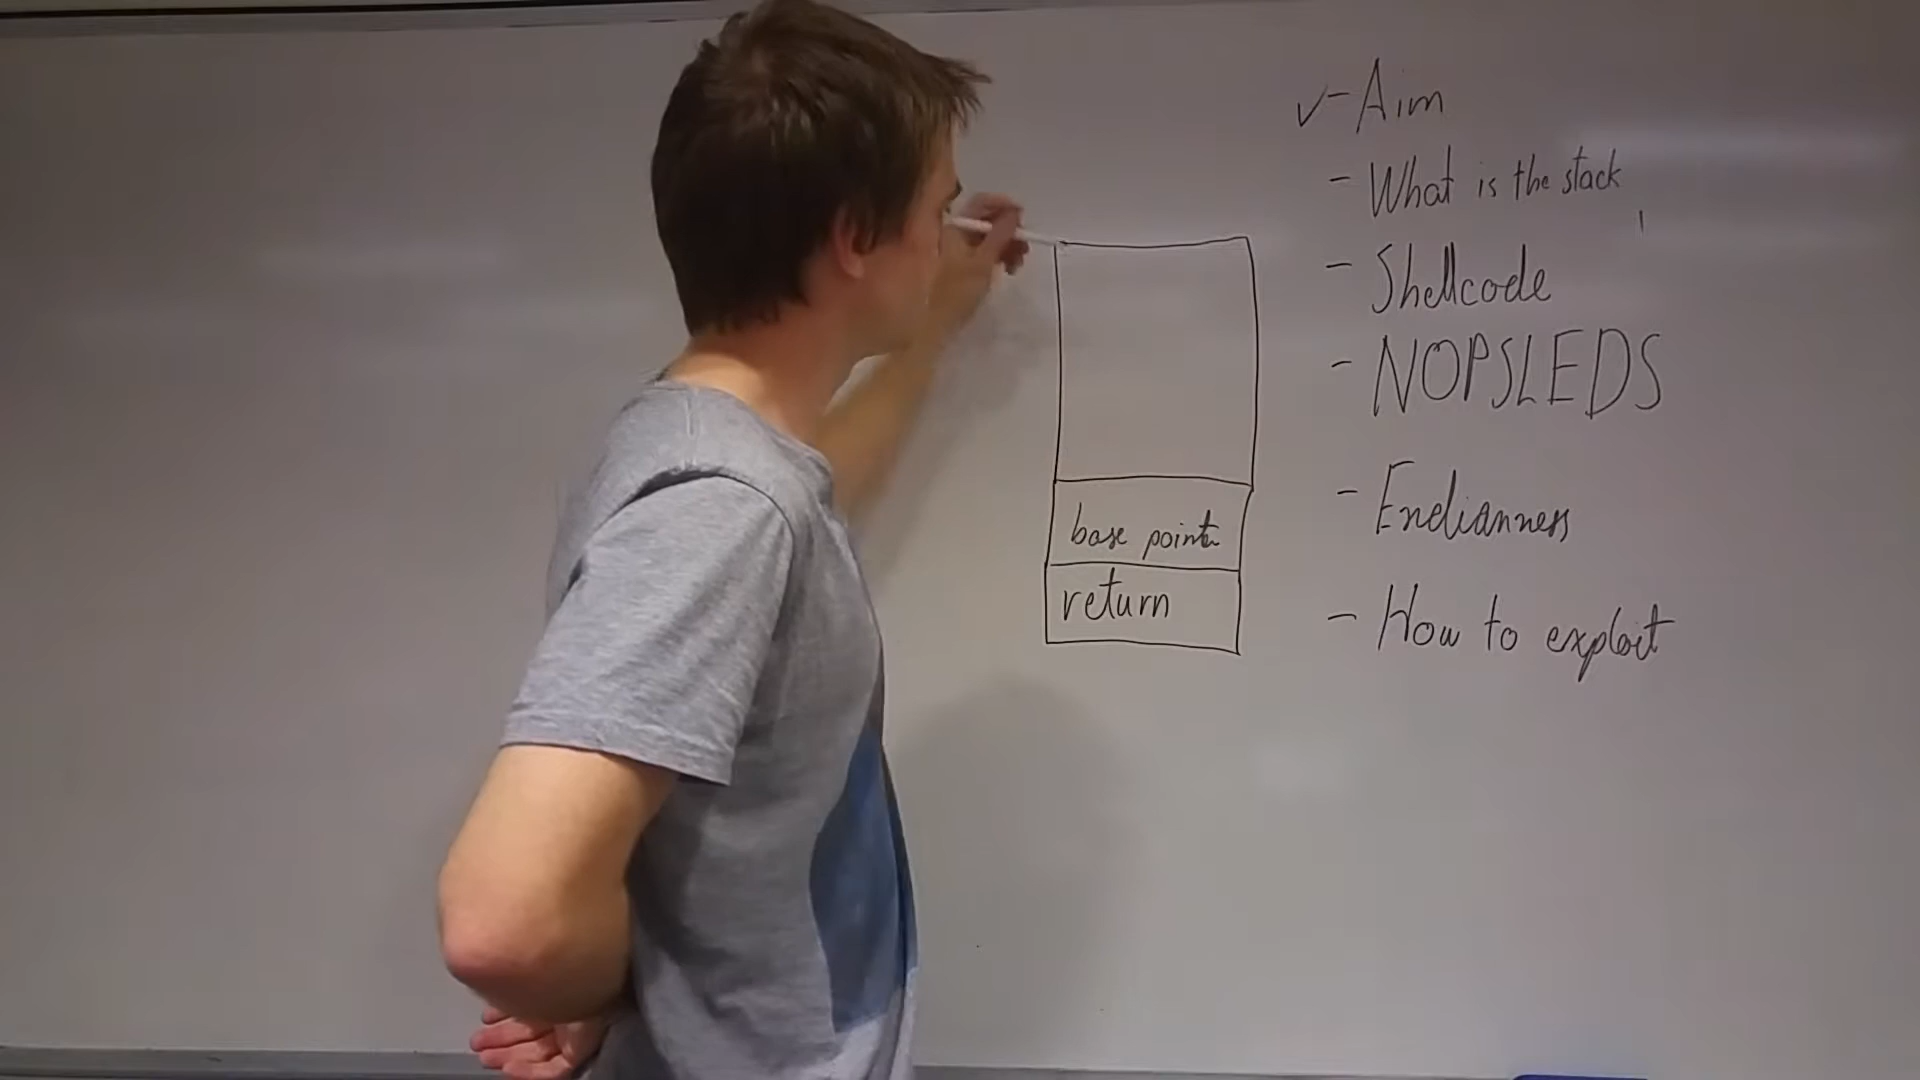 base pointer
return
✓- Aim
- What is the stack
- Shellcode
- NOPSLEDS
- Endianness
- How to exploit